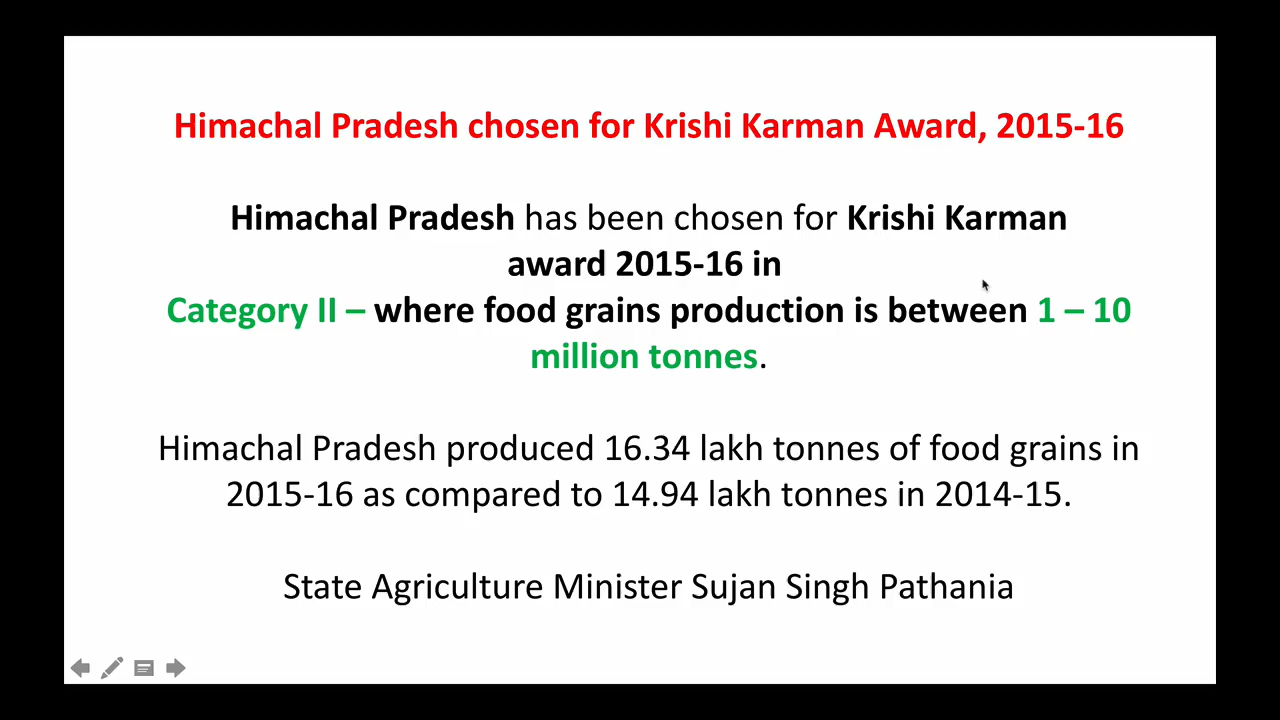 Himachal Pradesh chosen for Krishi Karman Award, 2015-16
Himachal Pradesh has been chosen for Krishi Karman
award 2015-16 in
Category II – where food grains production is between 1 – 10
million tonnes.
Himachal Pradesh produced 16.34 lakh tonnes of food grains in
2015-16 as compared to 14.94 lakh tonnes in 2014-15.
State Agriculture Minister Sujan Singh Pathania